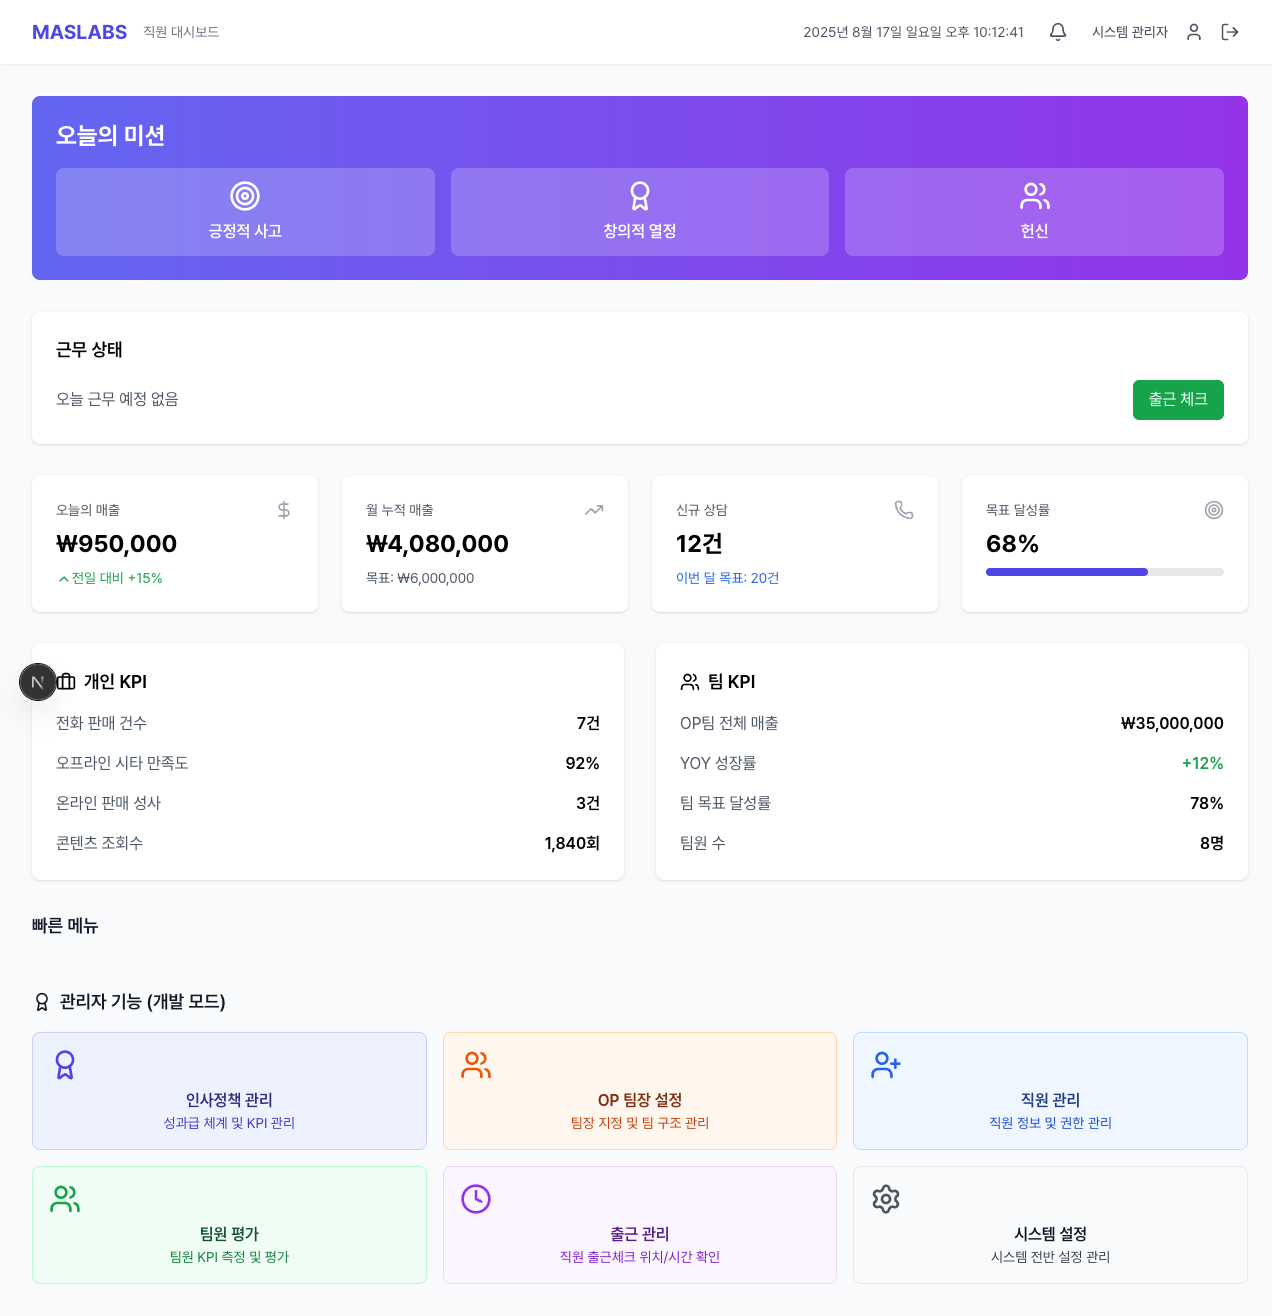 MASLABS 직원 대시보드 2025년 8월 17일 일요일 오후 10:12:41 시스템 관리자
오늘의 미션
긍정적 사고 창의적 열정 헌신
근무 상태
오늘 근무 예정 없음 출근 체크
오늘의 매출
₩950,000
전일 대비 +15%
월 누적 매출
₩4,080,000
목표: ₩6,000,000
신규 상담
12건
이번 달 목표: 20건
목표 달성률
68%
N
개인 KPI
전화 판매 건수 7건
오프라인 시타 만족도 92%
온라인 판매 성사 3건
콘텐츠 조회수 1,840회
팀 KPI
OP팀 전체 매출 ₩35,000,000
YOY 성장률 +12%
팀 목표 달성률 78%
팀원 수 8명
빠른 메뉴
관리자 기능 (개발 모드)
인사정책 관리
성과급 체계 및 KPI 관리
OP 팀장 설정
팀장 지정 및 팀 구조 관리
직원 관리
직원 정보 및 권한 관리
팀원 평가
팀원 KPI 측정 및 평가
출근 관리
직원 출근체크 위치/시간 확인
시스템 설정
시스템 전반 설정 관리